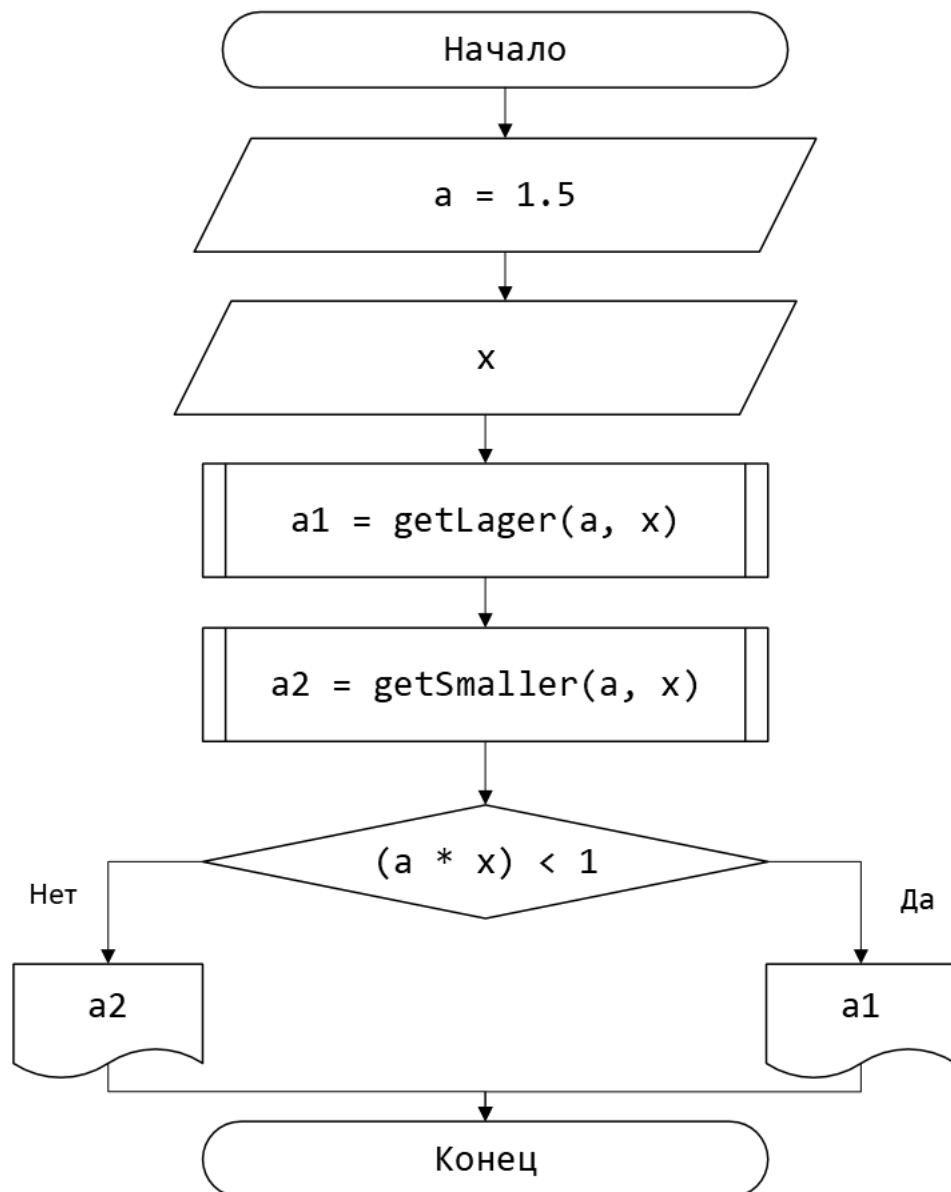 Начало
a = 1.5
x
a1 = getLager(a, x)
a2 = getSmaller(a, x)
(a * x) < 1
Нет
Да
a2
a1
Конец